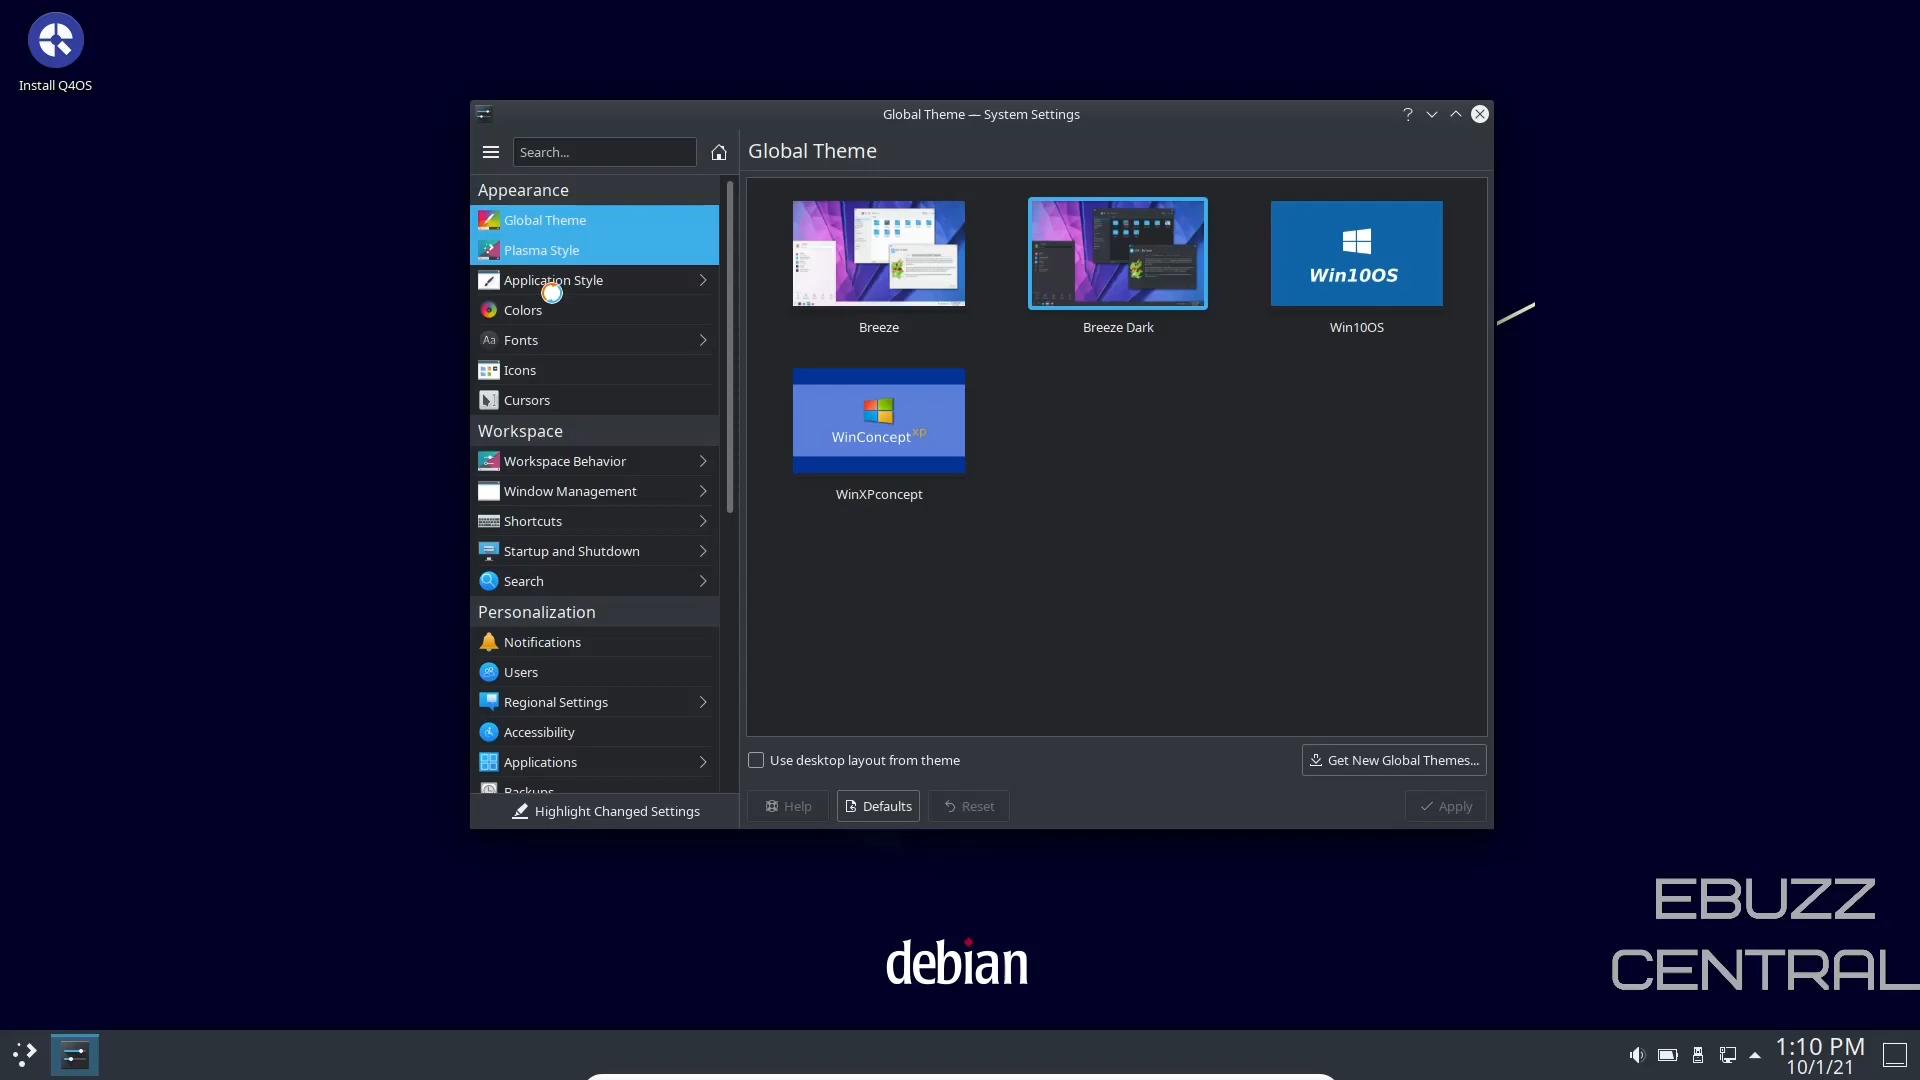 Install Q4OS
Global Theme — System Settings
?
Search...
Global Theme
Appearance
Global Theme
Plasma Style
Application Style
Colors
Aa Fonts
Icons
Cursors
Workspace
Workspace Behavior
Window Management
Shortcuts
Startup and Shutdown
Search
Personalization
Notifications
Users
Regional Settings
Accessibility
Applications
Backups
Highlight Changed Settings
Breeze
Breeze Dark
Win10OS
Win10OS
WinConcept xp
WinXPconcept
Use desktop layout from theme
Get New Global Themes...
Help
Defaults
Reset
Apply
debian
EBUZZ
CENTRAL
1:10 PM
10/1/21